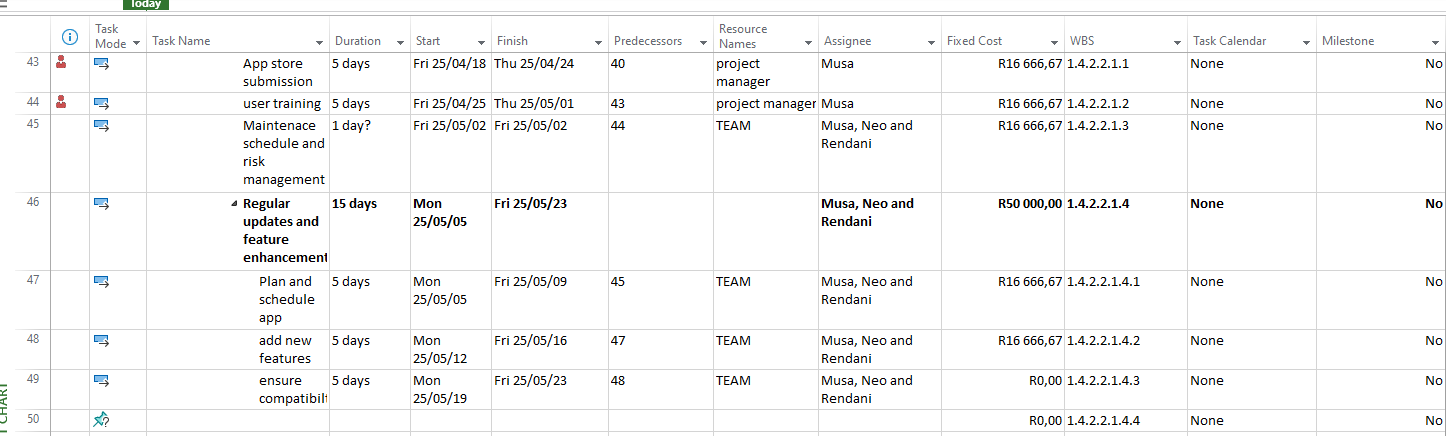 Today
Task Mode Task Name Duration Start Finish Predecessors Resource Names Assignee Fixed Cost WBS Task Calendar Milestone
43 App store submission 5 days Fri 25/04/18 Thu 25/04/24 40 project manager Musa R16 666,67 1.4.2.2.1.1 None No
44 user training 5 days Fri 25/04/25 Thu 25/05/01 43 project manager Musa R16 666,67 1.4.2.2.1.2 None No
45 Maintenace schedule and risk management 1 day? Fri 25/05/02 Fri 25/05/02 44 TEAM Musa, Neo and Rendani R16 666,67 1.4.2.2.1.3 None No
46 Regular updates and feature enhancement 15 days Mon 25/05/05 Fri 25/05/23 Musa, Neo and Rendani R50 000,00 1.4.2.2.1.4 None No
47 Plan and schedule app 5 days Mon 25/05/05 Fri 25/05/09 45 TEAM Musa, Neo and Rendani R16 666,67 1.4.2.2.1.4.1 None No
48 add new features 5 days Mon 25/05/12 Fri 25/05/16 47 TEAM Musa, Neo and Rendani R16 666,67 1.4.2.2.1.4.2 None No
49 ensure compatibilt 5 days Mon 25/05/19 Fri 25/05/23 48 TEAM Musa, Neo and Rendani R0,00 1.4.2.2.1.4.3 None No
50 R0,00 1.4.2.2.1.4.4 None No
CHART